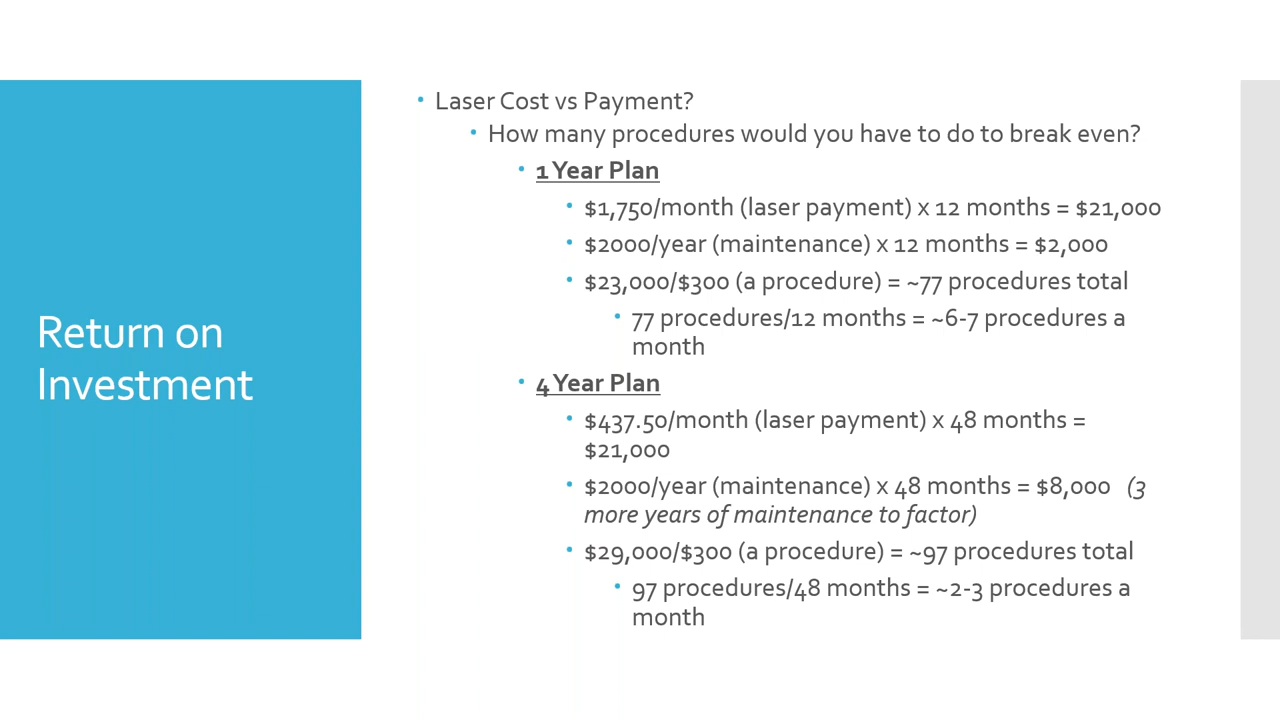 Return on
Investment
• Laser Cost vs Payment?
• How many procedures would you have to do to break even?
• 1 Year Plan
• $1,750/month (laser payment) x 12 months = $21,000
• $2000/year (maintenance) x 12 months = $2,000
• $23,000/$300 (a procedure) = ~77 procedures total
• 77 procedures/12 months = ~6-7 procedures a
month
• 4 Year Plan
• $437.50/month (laser payment) x 48 months =
$21,000
• $2000/year (maintenance) x 48 months = $8,000 (3
more years of maintenance to factor)
• $29,000/$300 (a procedure) = ~97 procedures total
• 97 procedures/48 months = ~2-3 procedures a
month